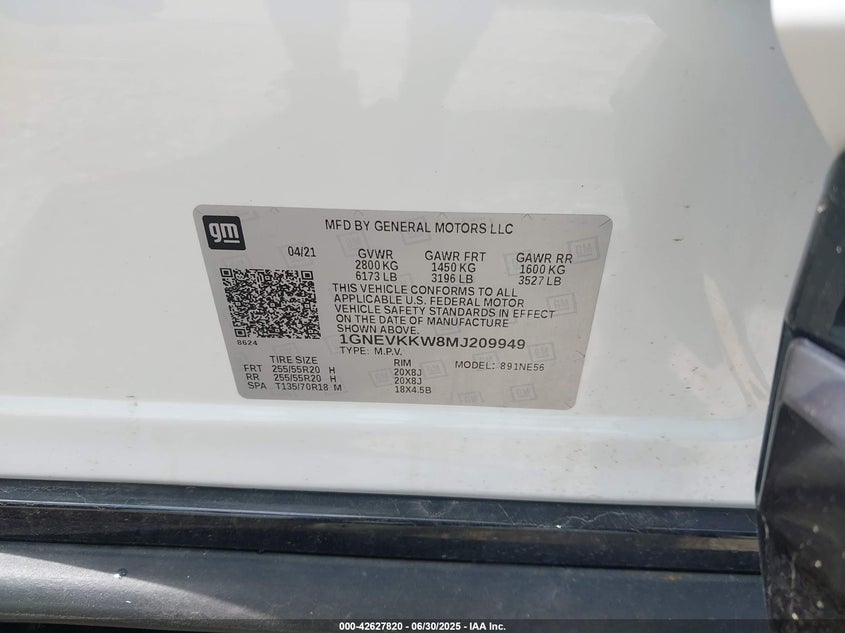 gm
MFD BY GENERAL MOTORS LLC
04/21 GVWR GAWR FRT GAWR RR
2800 KG 1450 KG 1600 KG
6173 LB 3196 LB 3527 LB
THIS VEHICLE CONFORMS TO ALL
APPLICABLE U.S. FEDERAL MOTOR
VEHICLE SAFETY STANDARDS IN EFFECT
ON THE DATE OF MANUFACTURE
SHOWN ABOVE.
8624
1GNEVKKW8MJ209949
TYPE: M.P.V.
TIRE SIZE RIM MODEL: 891NE56
FRT 255/55R20 H 20X8J
RR 255/55R20 H 20X8J
SPA T135/70R18 M 18X4.5B
000-42627820 - 06/30/2025 - IAA Inc.